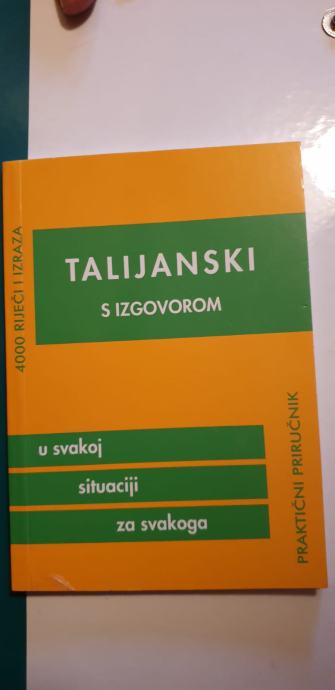 4000 RIJEČI I IZRAZA
TALIJANSKI
S IZGOVOROM
u svakoj
situaciji
za svakoga
PRAKTIČNI PRIRUČNIK